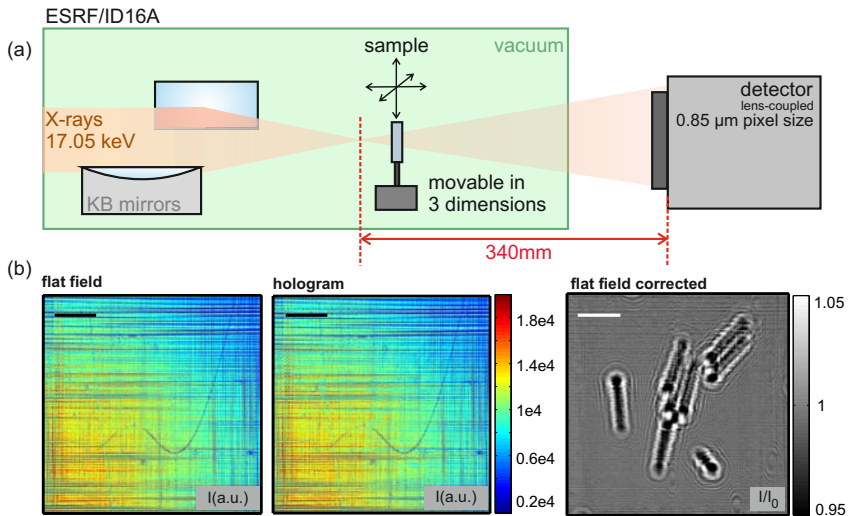 ESRF/ID16A
(a)
sample
vacuum
X-rays
17.05 keV
KB mirrors
movable in
3 dimensions
detector
lens-coupled
0.85 µm pixel size
340mm
(b)
flat field
hologram
flat field corrected
I(a.u.)
I(a.u.)
1.8e4
1.4e4
1e4
0.6e4
0.2e4
I/I0
1.05
1
0.95